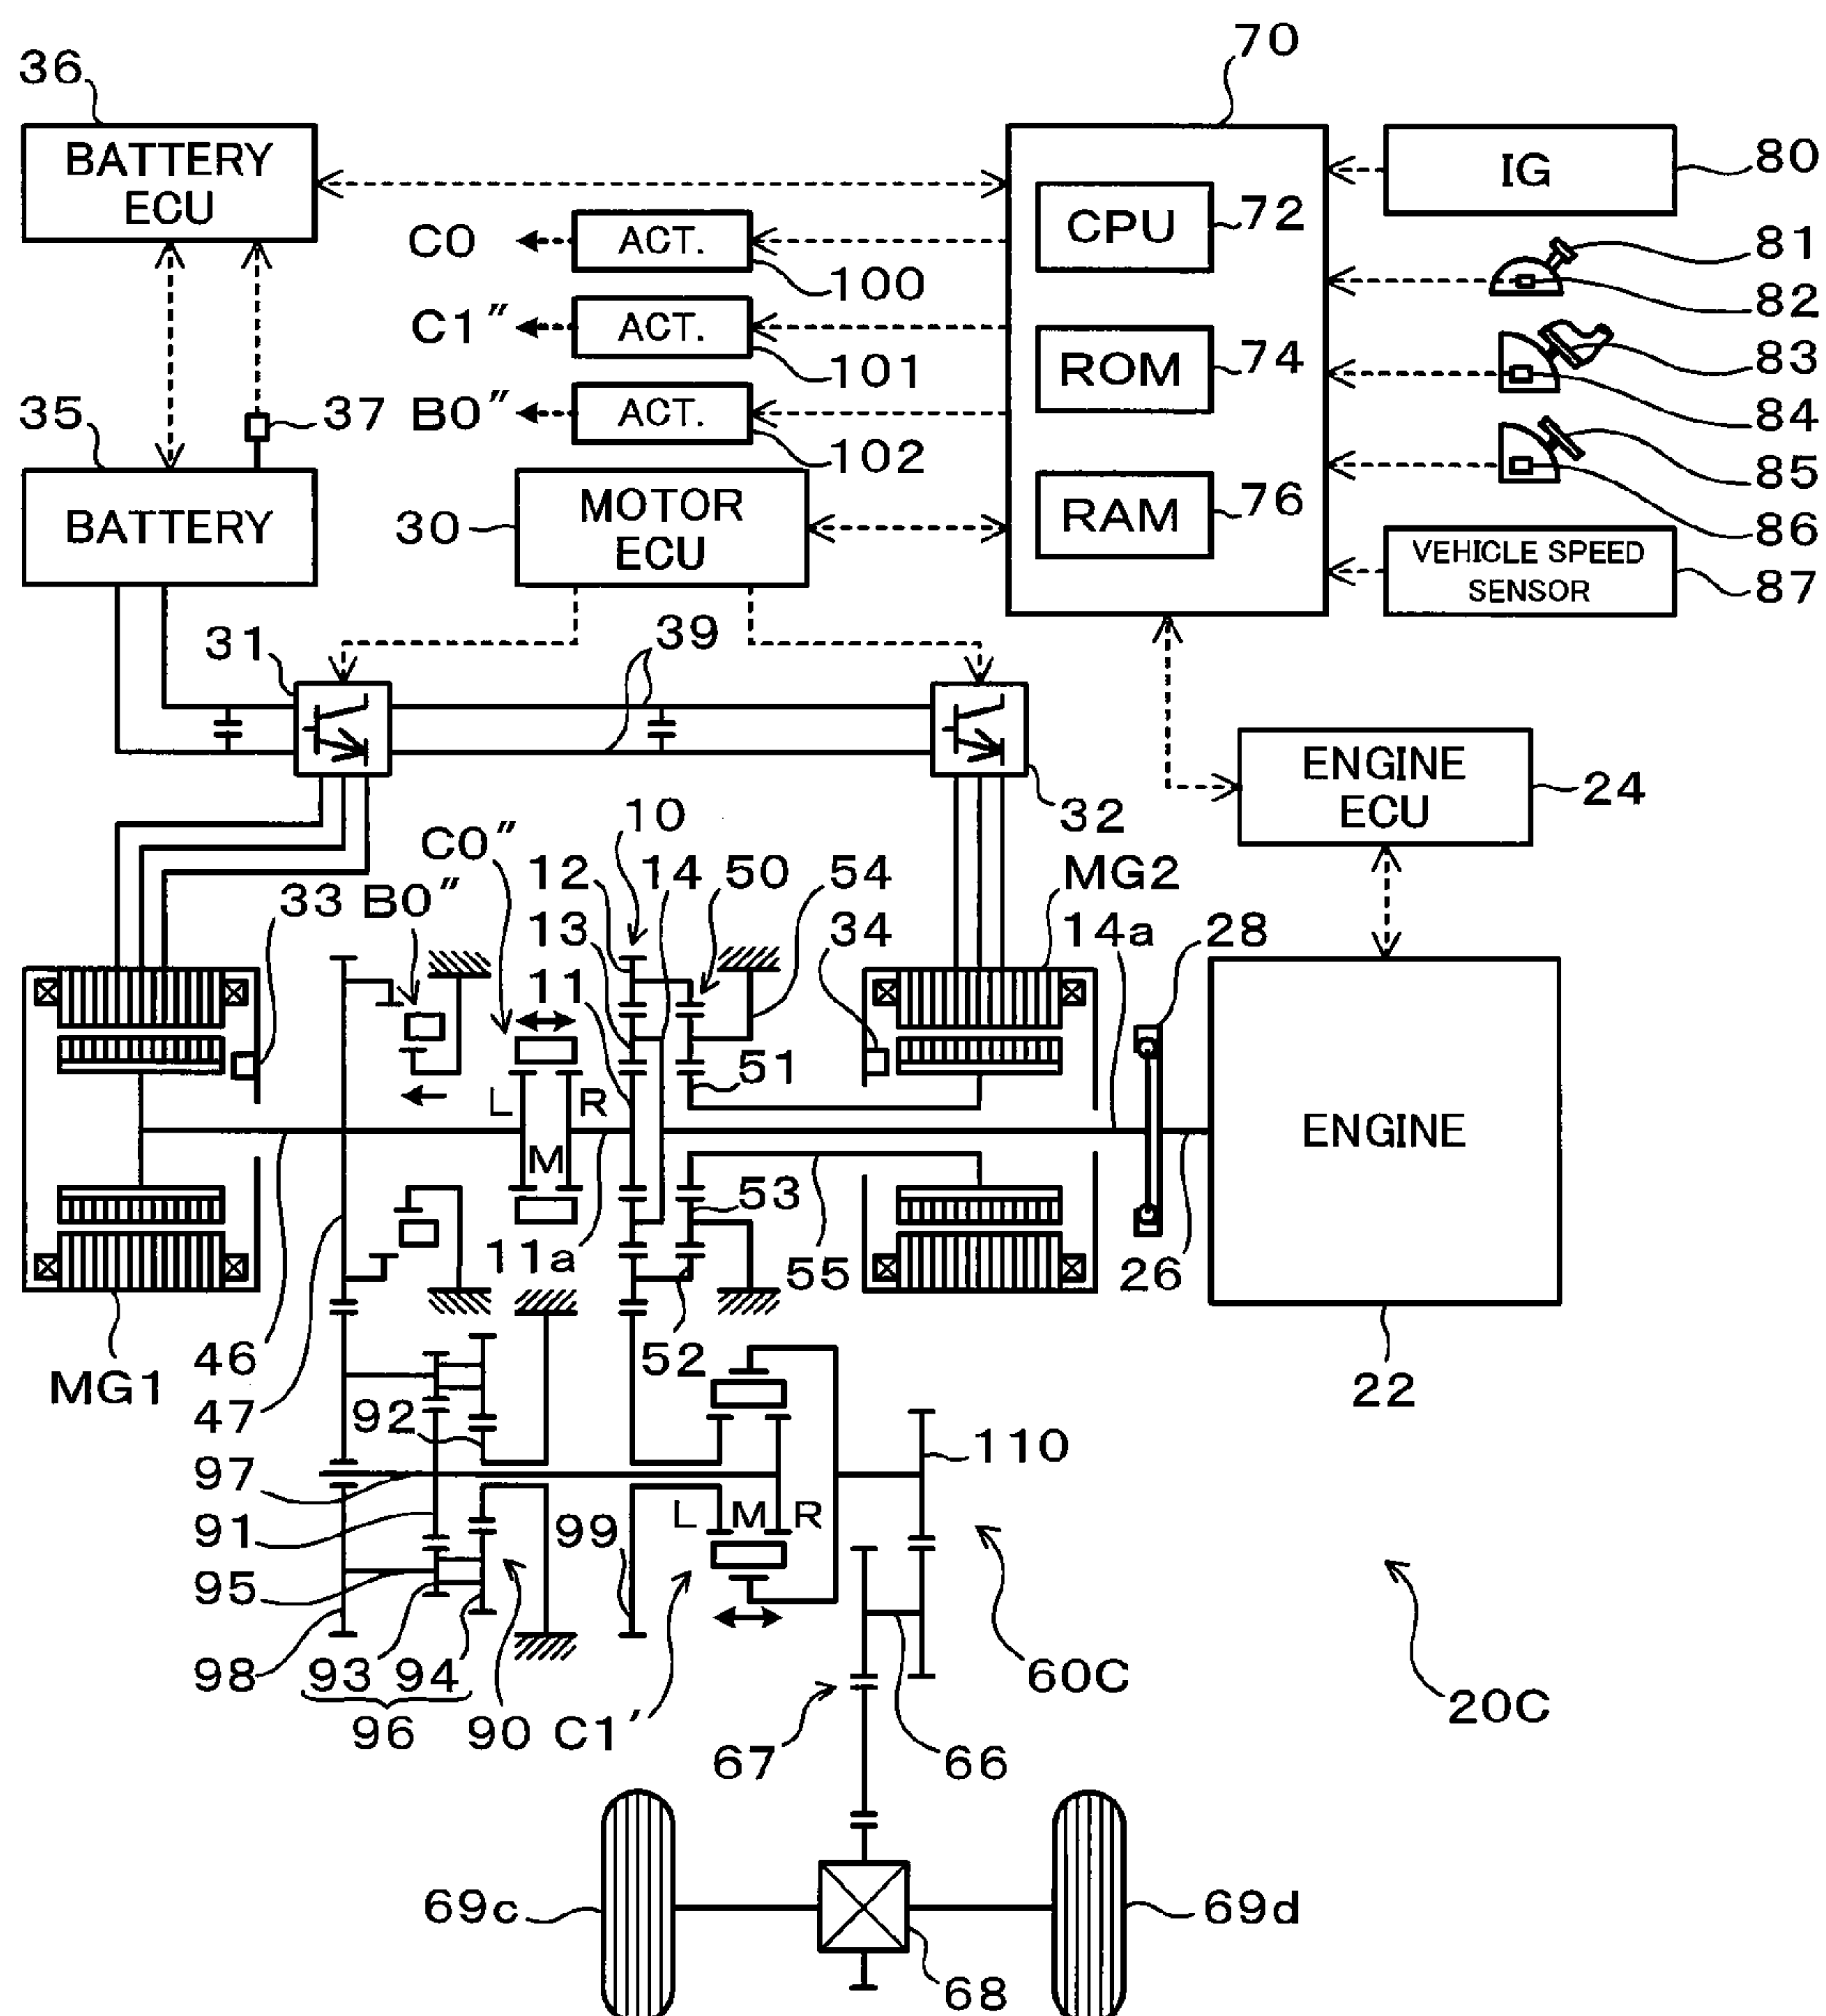 70
36
BATTERY
ECU
IG
80
CPU
72
81
C0
ACT.
100
82
C1″
ACT.
101
ROM
74
83
84
35
37
B0″
ACT.
102
85
BATTERY
30
MOTOR
ECU
RAM
76
86
VEHICLE SPEED
SENSOR
87
31
39
ENGINE
ECU
24
32
10
C0″
12
14
50
54
MG2
33
B0″
13
34
14a
28
11
51
L
R
M
ENGINE
53
11a
55
26
46
52
MG1
22
47
92
110
97
L
M
R
91
99
95
98
93
94
60C
96
90
C1′
67
66
20C
69c
69d
68